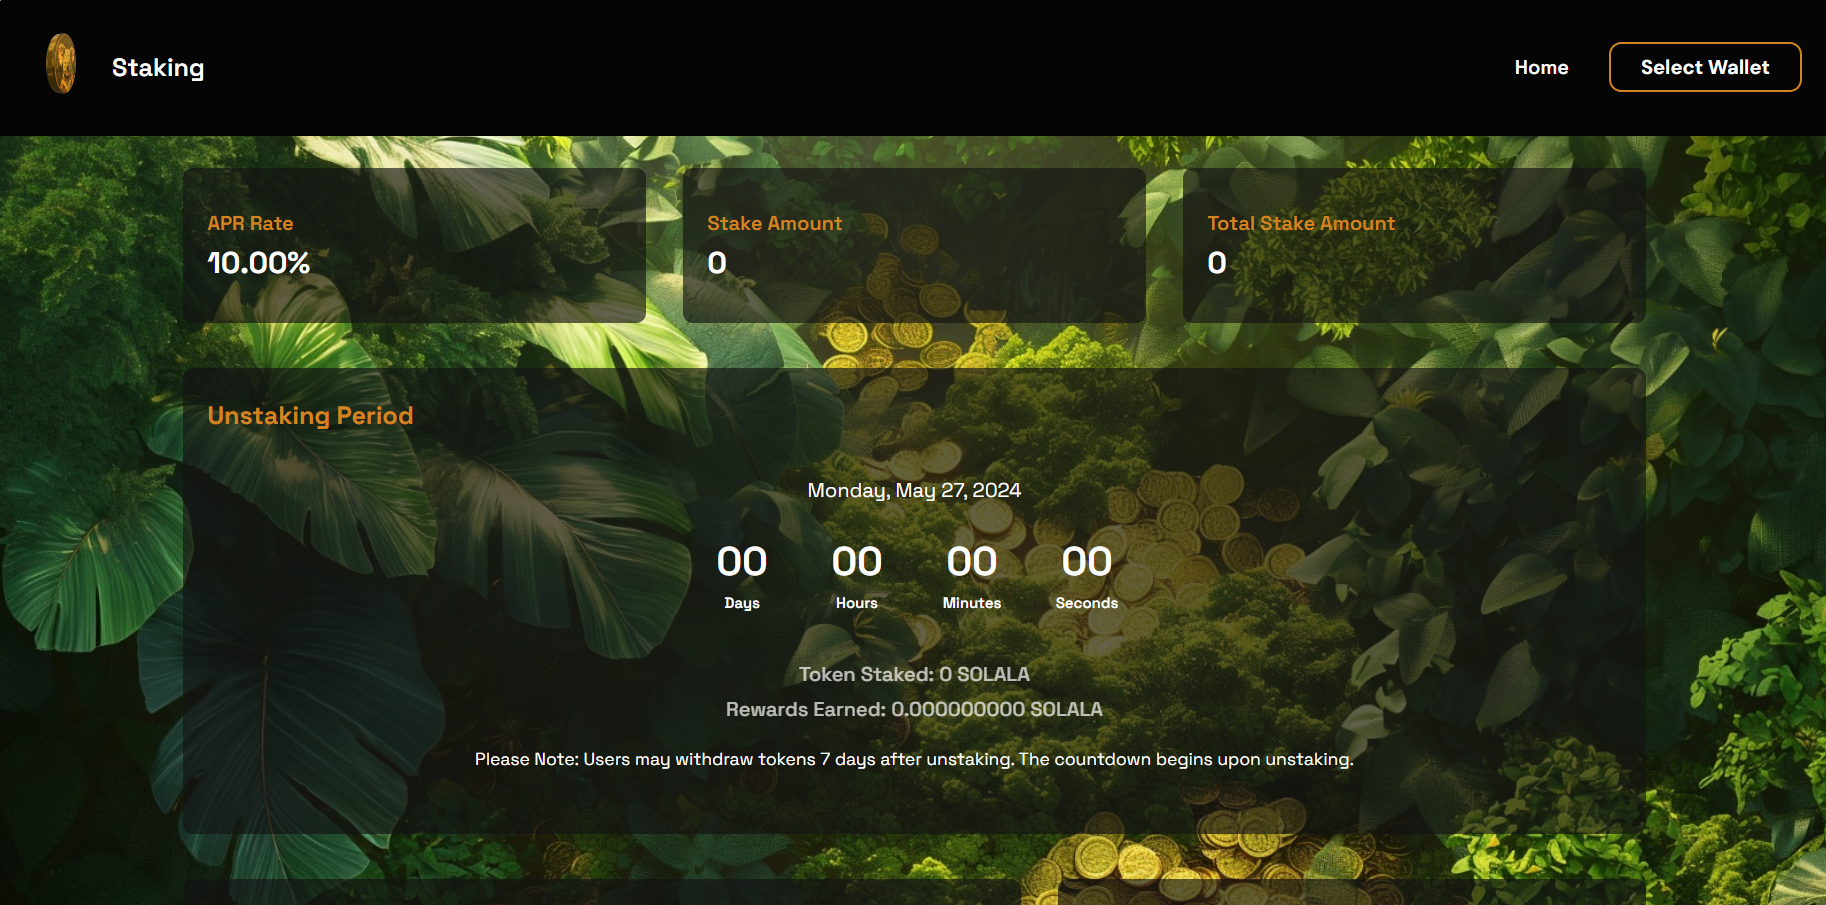 Staking
Home
Select Wallet
APR Rate
10.00%
Stake Amount
0
Total Stake Amount
0
Unstaking Period
Monday, May 27, 2024
00
Days
00
Hours
00
Minutes
00
Seconds
Token Staked: 0 SOLALA
Rewards Earned: 0.000000000 SOLALA
Please Note: Users may withdraw tokens 7 days after unstaking. The countdown begins upon unstaking.